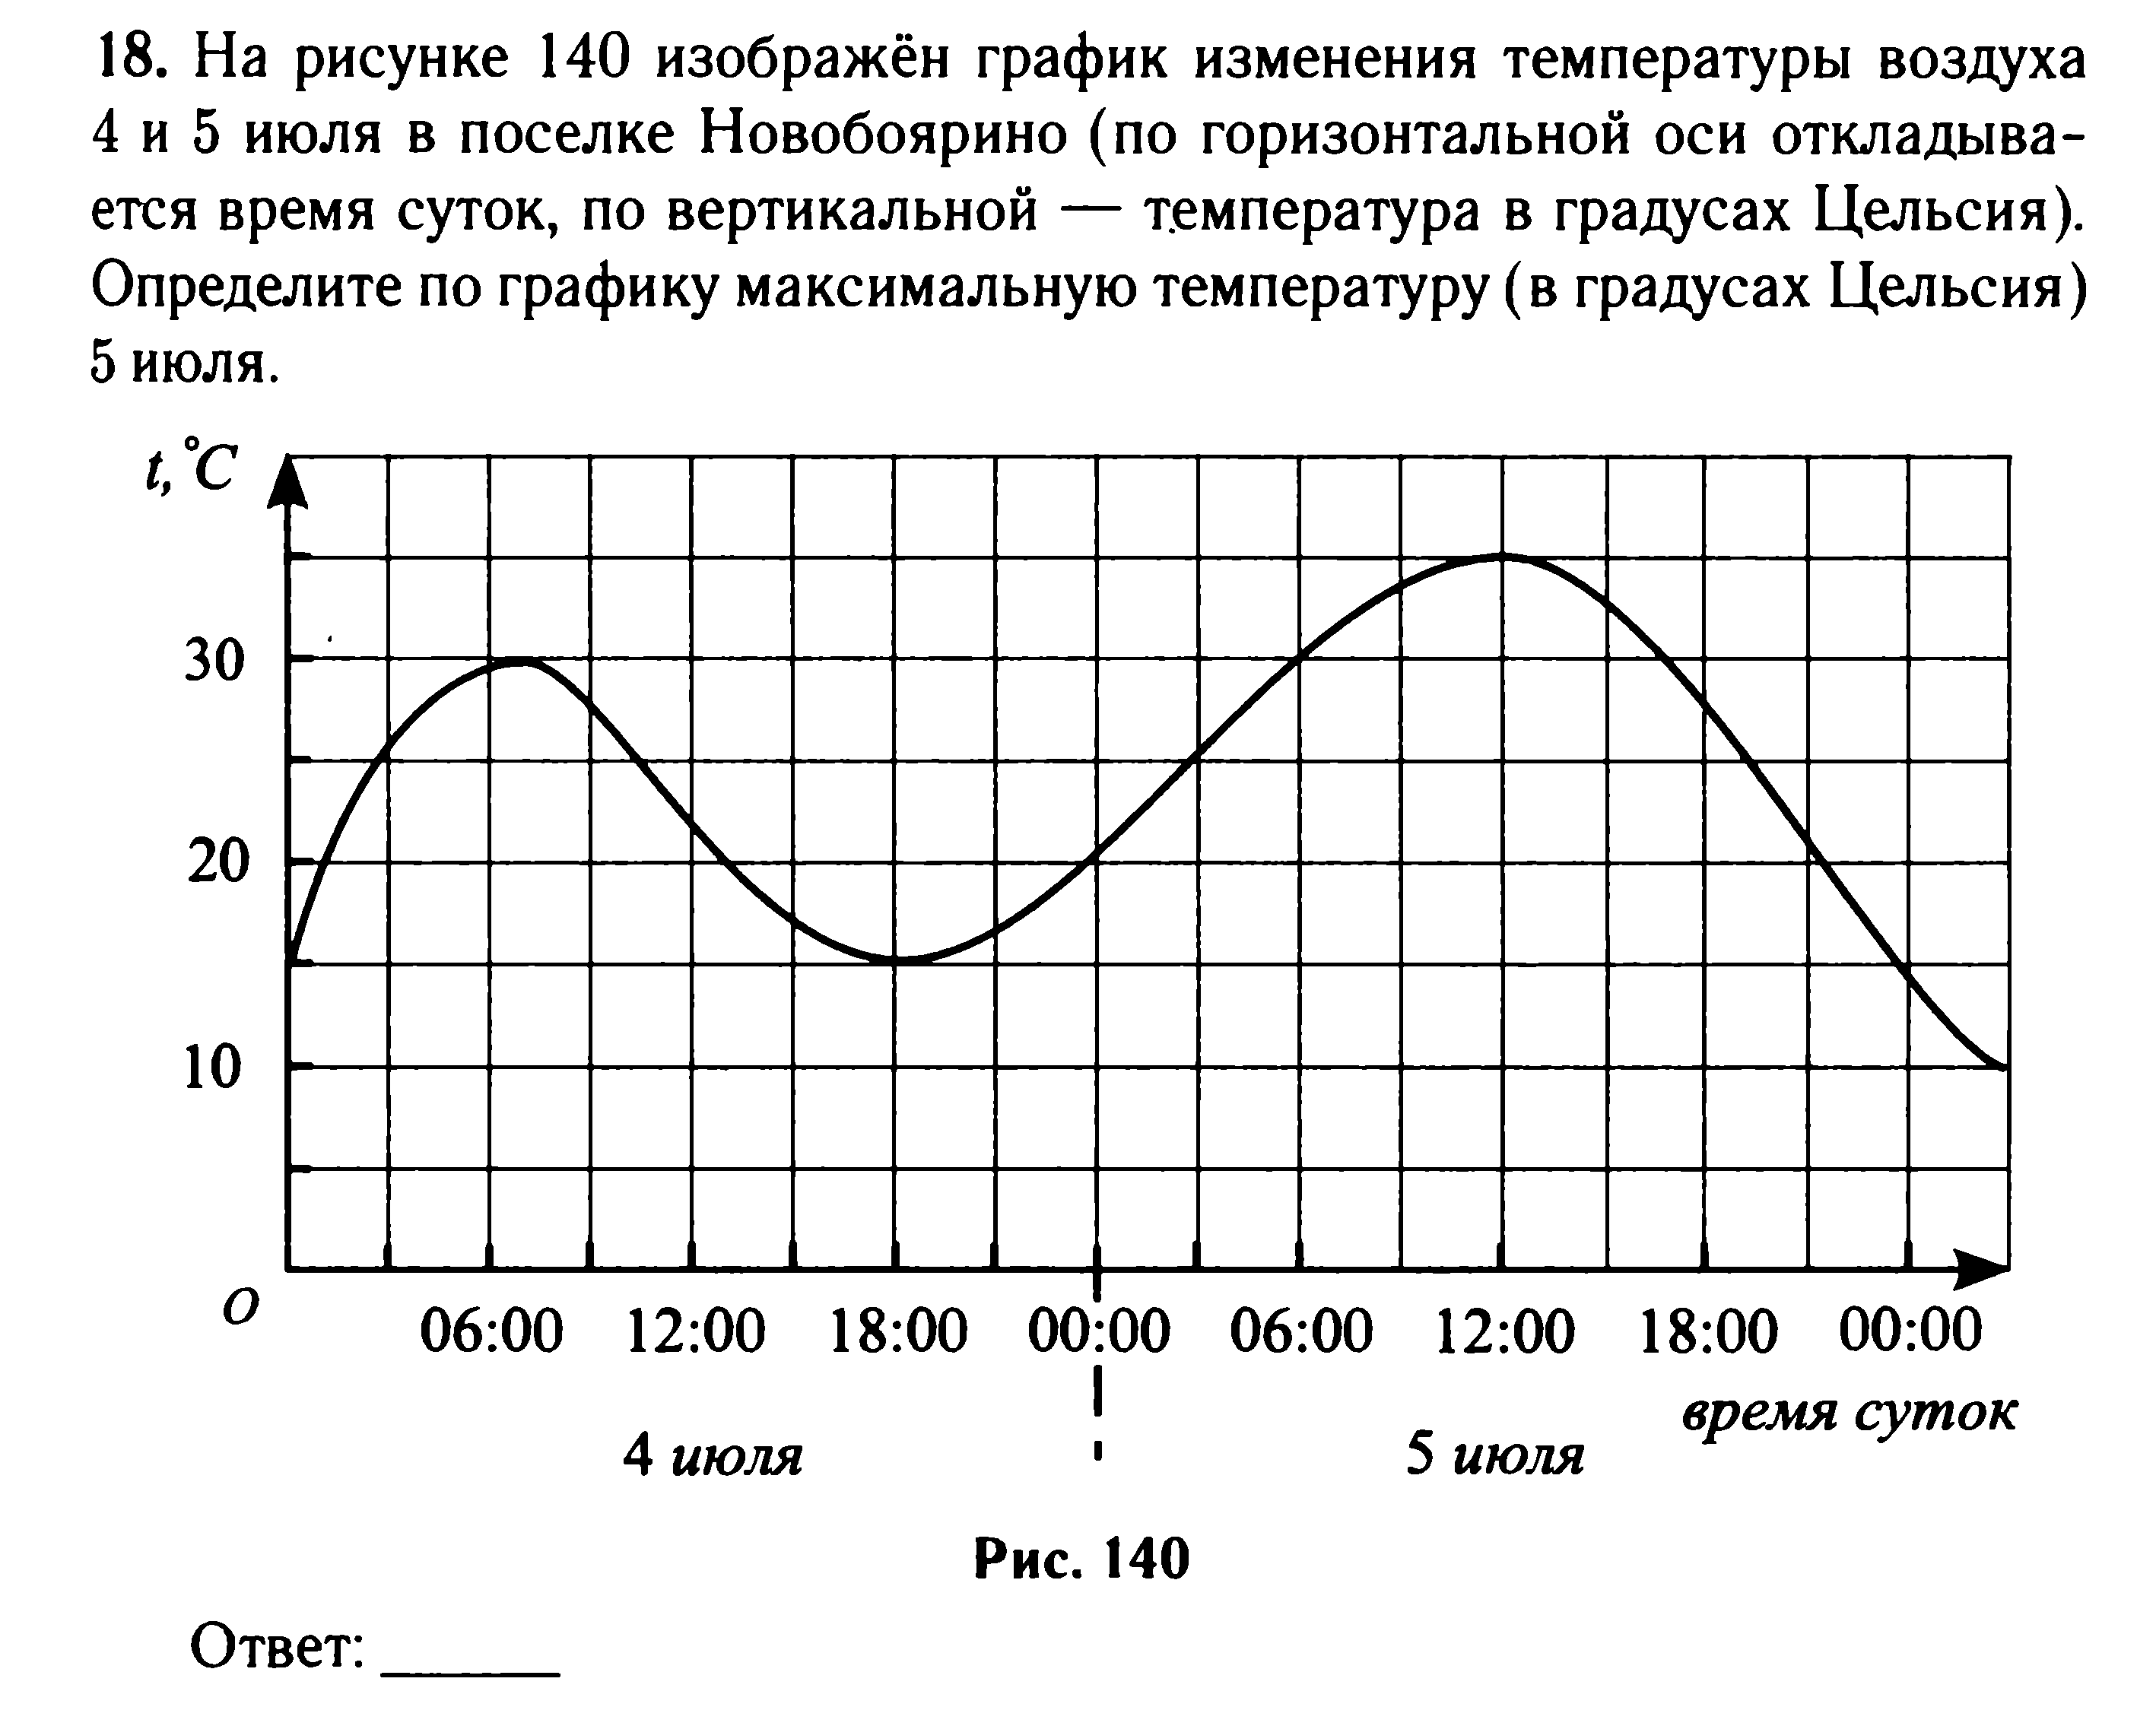 18. На рисунке 140 изображён график изменения температуры воздуха
4 и 5 июля в поселке Новобоярино (по горизонтальной оси откладыва-
ется время суток, по вертикальной — температура в градусах Цельсия).
Определите по графику максимальную температуру (в градусах Цельсия)
5 июля.
t,°C
30
20
10
O
06:00 12:00 18:00 00:00 06:00 12:00 18:00 00:00
время суток
4 июля 5 июля
Рис. 140
Ответ: ______